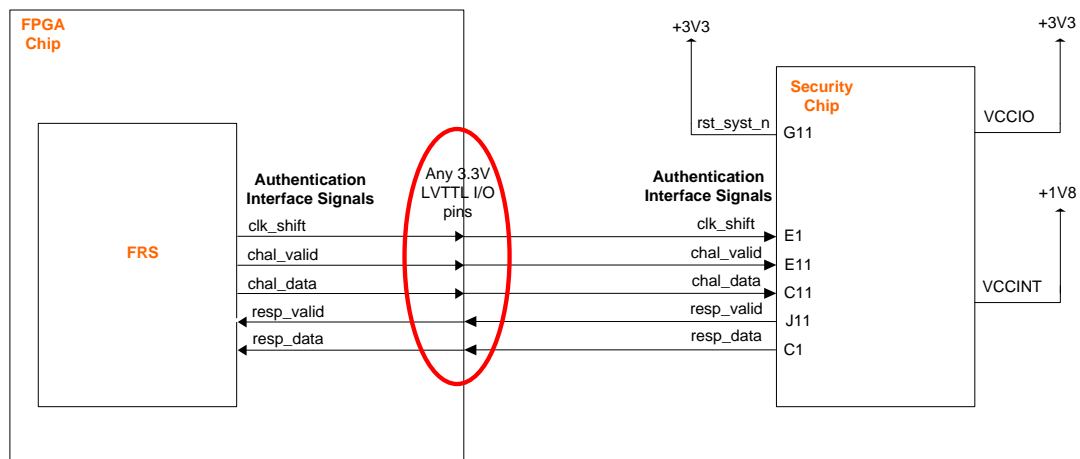 FPGA
Chip
FRS
Authentication
Interface Signals
clk_shift
chal_valid
chal_data
resp_valid
resp_data
Any 3.3V
LVTTL I/O
pins
Authentication
Interface Signals
clk_shift
chal_valid
chal_data
resp_valid
resp_data
+3V3
rst_syst_n
Security
Chip
G11
E1
E11
C11
J11
C1
+3V3
VCCIO
+1V8
VCCINT